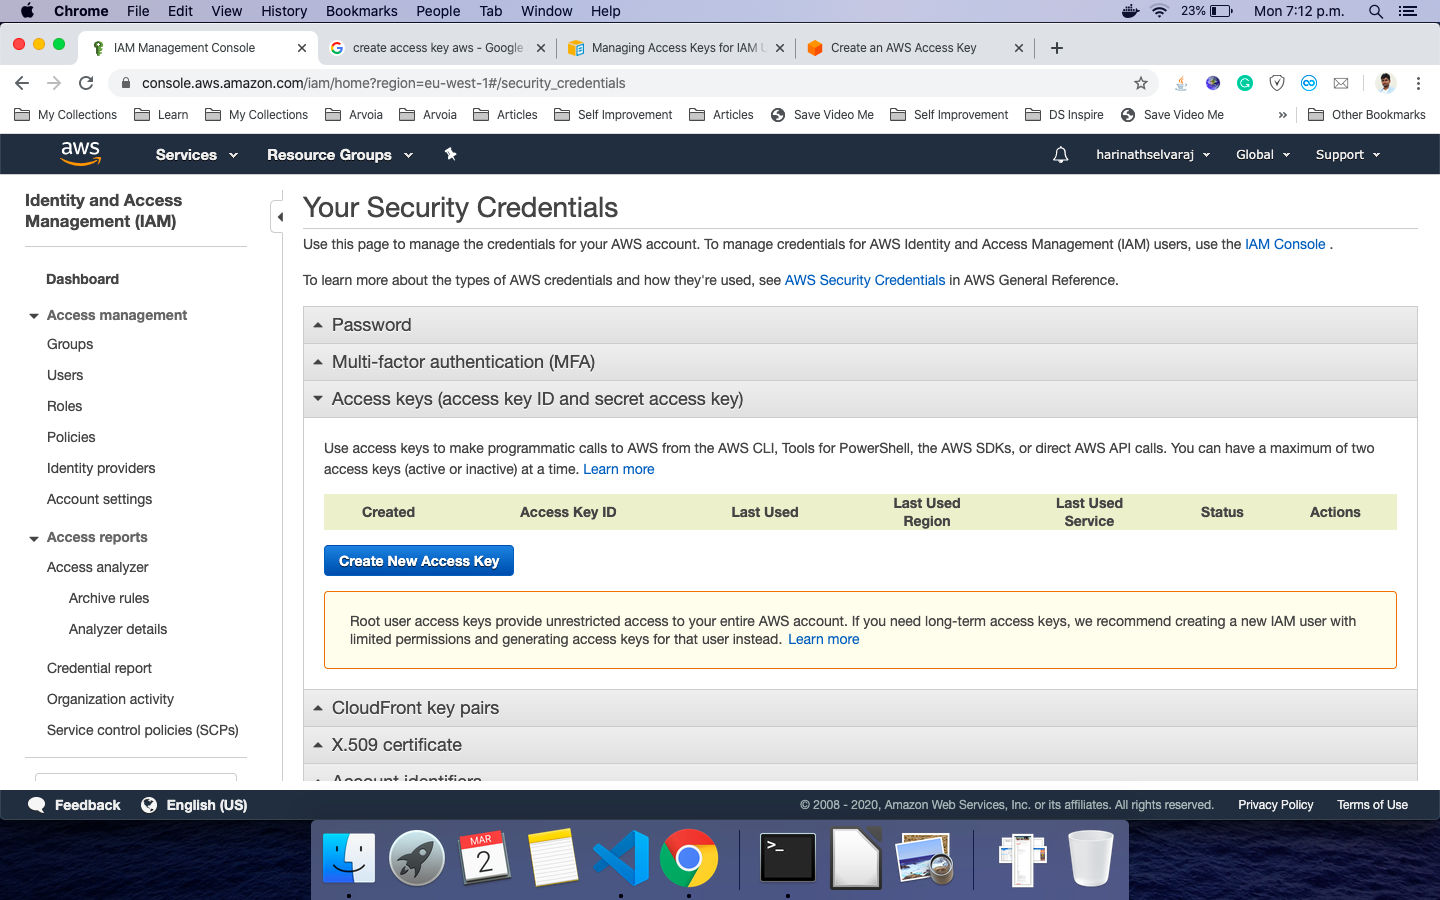 Chrome File Edit View History Bookmarks People Tab Window Help 23% Mon 7:12 p.m.
IAM Management Console create access key aws - Google Managing Access Keys for IAM U Create an AWS Access Key
console.aws.amazon.com/iam/home?region=eu-west-1#/security_credentials
My Collections Learn My Collections Arvoia Arvoia Articles Self Improvement Articles Save Video Me Self Improvement DS Inspire Save Video Me » Other Bookmarks
aws Services Resource Groups harinathselvaraj Global Support
Identity and Access
Management (IAM)
Dashboard
Access management
Groups
Users
Roles
Policies
Identity providers
Account settings
Access reports
Access analyzer
Archive rules
Analyzer details
Credential report
Organization activity
Service control policies (SCPs)
Your Security Credentials
Use this page to manage the credentials for your AWS account. To manage credentials for AWS Identity and Access Management (IAM) users, use the IAM Console .
To learn more about the types of AWS credentials and how they're used, see AWS Security Credentials in AWS General Reference.
Password
Multi-factor authentication (MFA)
Access keys (access key ID and secret access key)
Use access keys to make programmatic calls to AWS from the AWS CLI, Tools for PowerShell, the AWS SDKs, or direct AWS API calls. You can have a maximum of two
access keys (active or inactive) at a time. Learn more
Created Access Key ID Last Used Last Used Region Last Used Service Status Actions
Create New Access Key
Root user access keys provide unrestricted access to your entire AWS account. If you need long-term access keys, we recommend creating a new IAM user with
limited permissions and generating access keys for that user instead. Learn more
CloudFront key pairs
X.509 certificate
Account identifiers
Feedback English (US) © 2008 - 2020, Amazon Web Services, Inc. or its affiliates. All rights reserved. Privacy Policy Terms of Use
MAR
2
>_